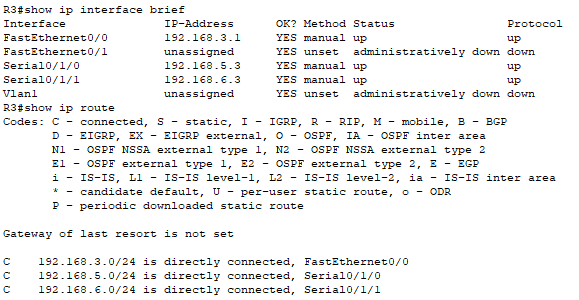 R3#show ip interface brief
Interface IP-Address OK? Method Status Protocol
FastEthernet0/0 192.168.3.1 YES manual up up
FastEthernet0/1 unassigned YES unset administratively down down
Serial0/1/0 192.168.5.3 YES manual up up
Serial0/1/1 192.168.6.3 YES manual up up
Vlan1 unassigned YES unset administratively down down
R3#show ip route
Codes: C - connected, S - static, I - IGRP, R - RIP, M - mobile, B - BGP
D - EIGRP, EX - EIGRP external, O - OSPF, IA - OSPF inter area
N1 - OSPF NSSA external type 1, N2 - OSPF NSSA external type 2
E1 - OSPF external type 1, E2 - OSPF external type 2, E - EGP
i - IS-IS, L1 - IS-IS level-1, L2 - IS-IS level-2, ia - IS-IS inter area
* - candidate default, U - per-user static route, o - ODR
P - periodic downloaded static route
Gateway of last resort is not set
C 192.168.3.0/24 is directly connected, FastEthernet0/0
C 192.168.5.0/24 is directly connected, Serial0/1/0
C 192.168.6.0/24 is directly connected, Serial0/1/1